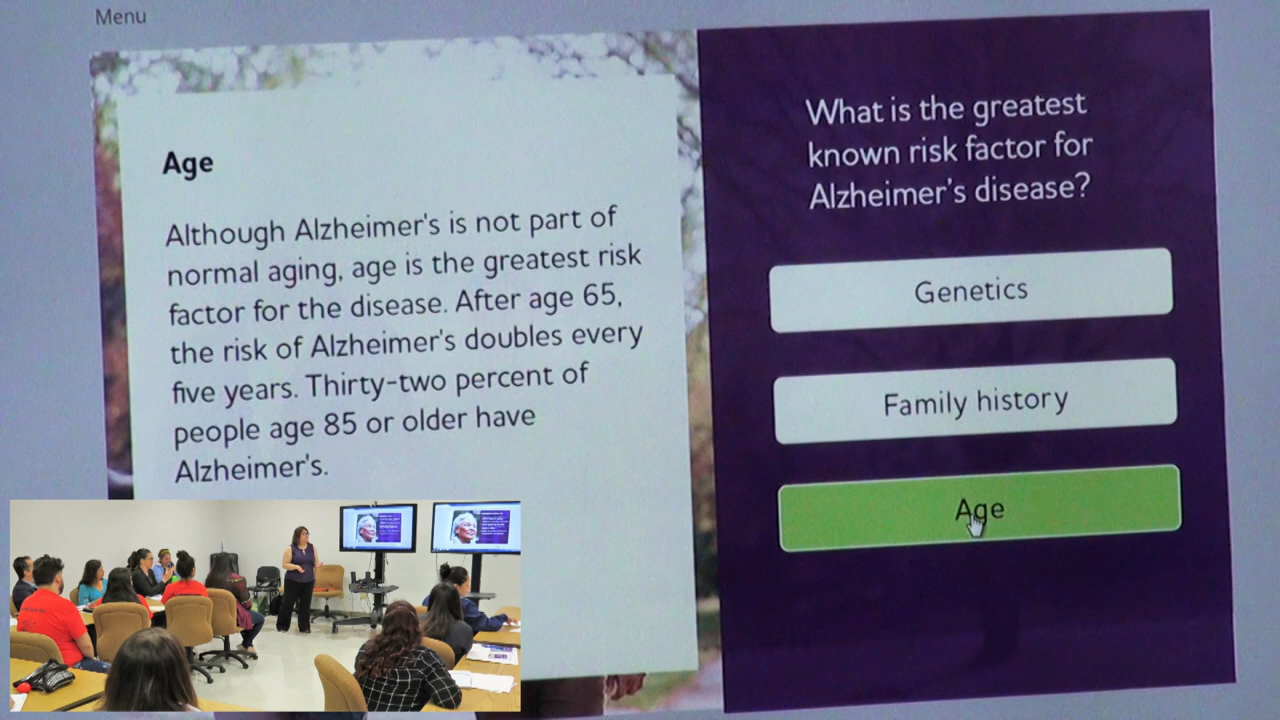 Menu
Age
Although Alzheimer's is not part of
normal aging, age is the greatest risk
factor for the disease. After age 65,
the risk of Alzheimer's doubles every
five years. Thirty-two percent of
people age 85 or older have
Alzheimer's.
What is the greatest
known risk factor for
Alzheimer's disease?
Genetics
Family history
Age